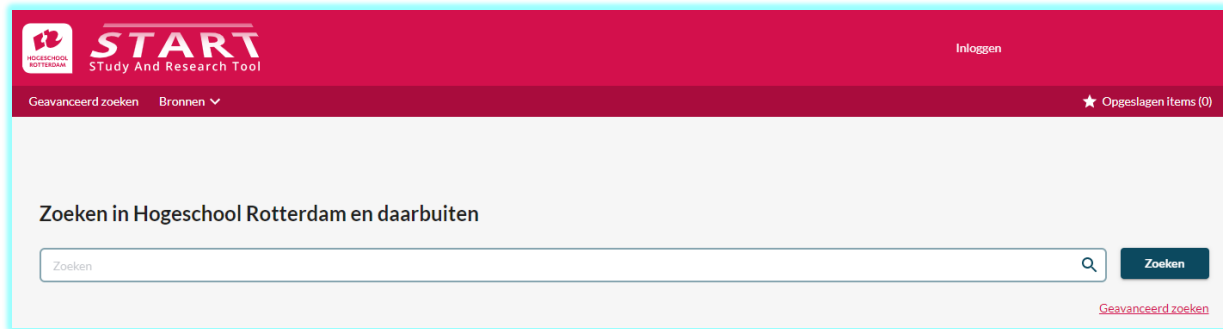 HOGESCHOOL
ROTTERDAM
START
STudy And Research Tool
Inloggen
Geavanceerd zoeken Bronnen Opgeslagen items (0)
Zoeken in Hogeschool Rotterdam en daarbuiten
Zoeken Zoeken
Geavanceerd zoeken